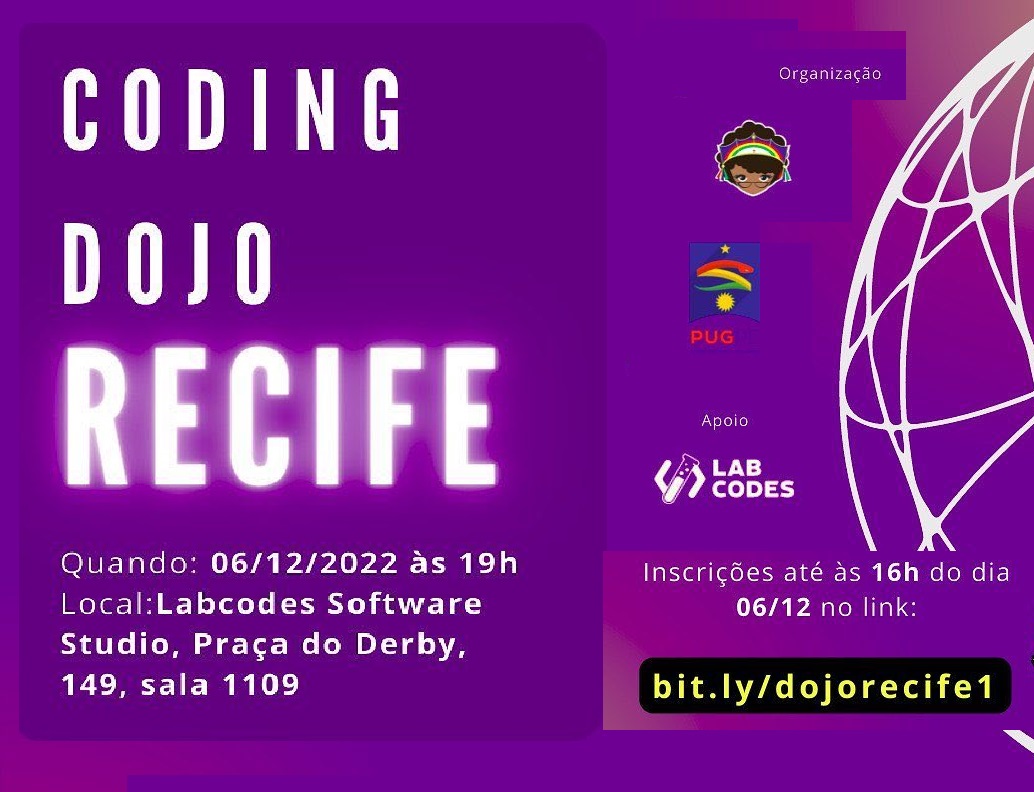 CODING
DOJO
RECIFE
Quando: 06/12/2022 às 19h
Local:Labcodes Software
Studio, Praça do Derby,
149, sala 1109
Organização
PUG
Apoio
LAB
CODES
Inscrições até às 16h do dia
06/12 no link:
bit.ly/dojorecife1